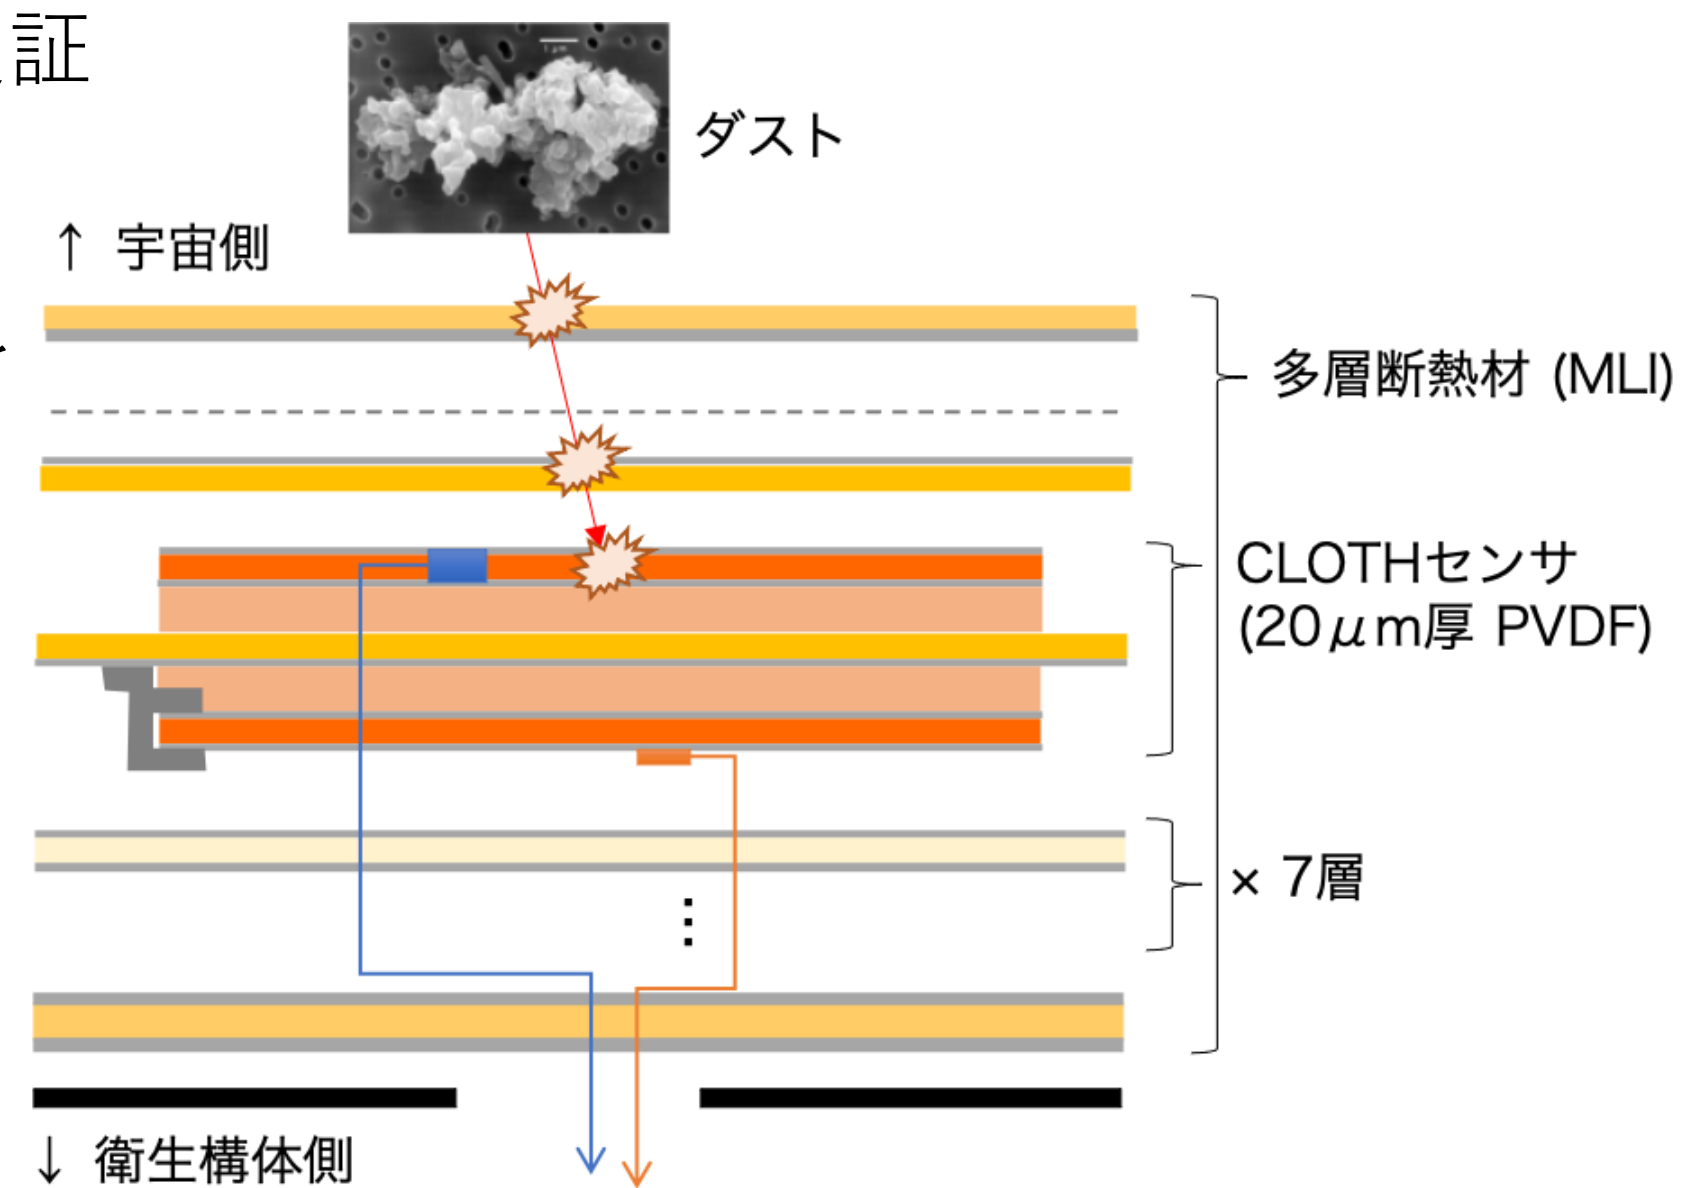 証
ダスト
↑ 宇宙側
多層断熱材 (MLI)
CLOTHセンサ
(20μm厚 PVDF)
× 7層
↓ 衛生構体側